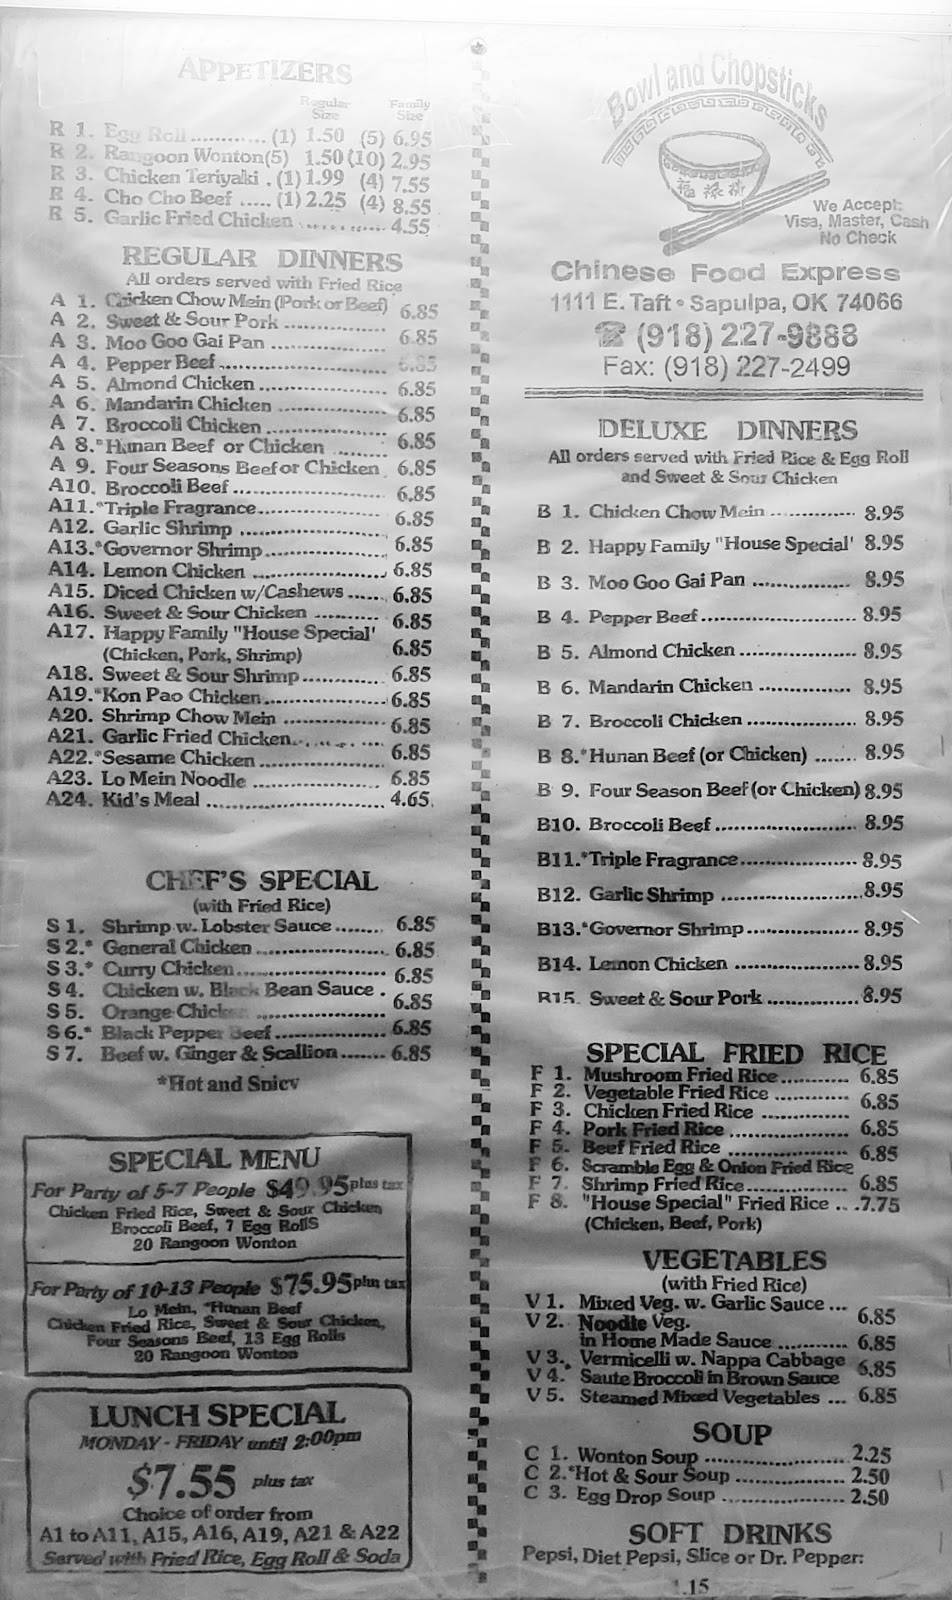 APPETIZERS
Regular Size Family Size
R 1. Egg Roll ............ (1) 1.50 (5) 6.95
R 2. Rangoon Wonton(5) 1.50 (10) 2.95
R 3. Chicken Teriyaki . (1) 1.99 (4) 7.55
R 4. Cho Cho Beef ..... (1) 2.25 (4) 8.55
R 5. Garlic Fried Chicken ............ 4.55
REGULAR DINNERS
All orders served with Fried Rice
A 1. Chicken Chow Mein (Pork or Beef) 6.85
A 2. Sweet & Sour Pork ..................
A 3. Moo Goo Gai Pan .................... 6.85
A 4. Pepper Beef ............................ 6.85
A 5. Almond Chicken ...................... 6.85
A 6. Mandarin Chicken ..................
A 7. Broccoli Chicken ..................... 6.85
A 8.*Hunan Beef or Chicken ......... 6.85
A 9. Four Seasons Beef or Chicken 6.85
A10. Broccoli Beef .......................... 6.85
A11.*Triple Fragrance ..................... 6.85
A12. Garlic Shrimp .........................
A13.*Governor Shrimp .................... 6.85
A14. Lemon Chicken ...................... 6.85
A15. Diced Chicken w/Cashews ...... 6.85
A16. Sweet & Sour Chicken ........... 6.85
A17. Happy Family "House Special' 6.85
(Chicken, Pork, Shrimp)
A18. Sweet & Sour Shrimp .............. 6.85
A19.*Kon Pao Chicken .................... 6.85
A20. Shrimp Chow Mein ................ 6.85
A21. Garlic Fried Chicken ..............
A22.*Sesame Chicken .................... 6.85
A23. Lo Mein Noodle ..................... 6.85
A24. Kid's Meal .............................. 4.65
CHEF'S SPECIAL
(with Fried Rice)
S 1. Shrimp w. Lobster Sauce ........ 6.85
S 2.* General Chicken ..................... 6.85
S 3.* Curry Chicken ........................ 6.85
S 4. Chicken w. Black Bean Sauce .
S 5. Orange Chicken ..................... 6.85
S 6.* Black Pepper Beef .................. 6.85
S 7. Beef w. Ginger & Scallion ....... 6.85
*Hot and Spicy
SPECIAL MENU
For Party of 5-7 People $49.95 plus tax
Chicken Fried Rice, Sweet & Sour Chicken
Broccoli Beef, 7 Egg Rolls
20 Rangoon Wonton
For Party of 10-13 People $75.95 plus tax
Lo Mein, *Hunan Beef
Chicken Fried Rice, Sweet & Sour Chicken,
Four Seasons Beef, 13 Egg Rolls
20 Rangoon Wonton
LUNCH SPECIAL
MONDAY - FRIDAY until 2:00pm
$7.55 plus tax
Choice of order from
A1 to A11, A15, A16, A19, A21 & A22
Served with Fried Rice, Egg Roll & Soda
Bowl and Chopsticks
We Accept:
Visa, Master, Cash
No Check
Chinese Food Express
1111 E. Taft • Sapulpa, OK 74066
☎ (918) 227-9888
Fax: (918) 227-2499
DELUXE DINNERS
All orders served with Fried Rice & Egg Roll
and Sweet & Sour Chicken
B 1. Chicken Chow Mein .............. 8.95
B 2. Happy Family "House Special' 8.95
B 3. Moo Goo Gai Pan ................ 8.95
B 4. Pepper Beef ......................... 8.95
B 5. Almond Chicken ................... 8.95
B 6. Mandarin Chicken ............... 8.95
B 7. Broccoli Chicken .................. 8.95
B 8.*Hunan Beef (or Chicken) ....... 8.95
B 9. Four Season Beef (or Chicken) 8.95
B10. Broccoli Beef ........................ 8.95
B11.*Triple Fragrance ................... 8.95
B12. Garlic Shrimp ....................... 8.95
B13.*Governor Shrimp .................. 8.95
B14. Lemon Chicken .................... 8.95
B15. Sweet & Sour Pork ............... 8.95
SPECIAL FRIED RICE
F 1. Mushroom Fried Rice ........... 6.85
F 2. Vegetable Fried Rice ............ 6.85
F 3. Chicken Fried Rice ..............
F 4. Pork Fried Rice .................... 6.85
F 5. Beef Fried Rice .................... 6.85
F 6. Scramble Egg & Onion Fried Rice
F 7. Shrimp Fried Rice ................. 6.85
F 8. "House Special" Fried Rice .. .7.75
(Chicken, Beef, Pork)
VEGETABLES
(with Fried Rice)
V 1. Mixed Veg. w. Garlic Sauce ... 6.85
V 2. Noodle Veg.
in Home Made Sauce ........... 6.85
V 3. Vermicelli w. Nappa Cabbage 6.85
V 4. Saute Broccoli in Brown Sauce
V 5. Steamed Mixed Vegetables ... 6.85
SOUP
C 1. Wonton Soup ........................ 2.25
C 2.*Hot & Sour Soup .................. 2.50
C 3. Egg Drop Soup .................... 2.50
SOFT DRINKS
Pepsi, Diet Pepsi, Slice or Dr. Pepper:
1.15